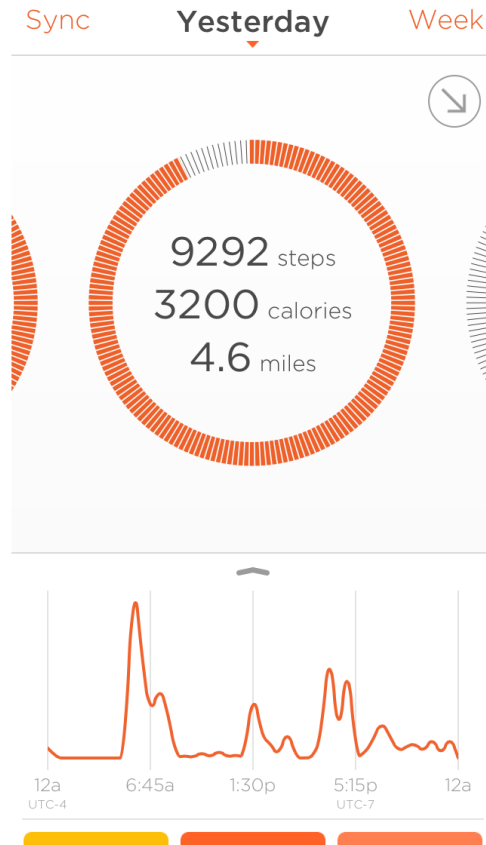 Sync Yesterday Week
9292 steps
3200 calories
4.6 miles
12a 6:45a 1:30p 5:15p 12a
UTC-4 UTC-7